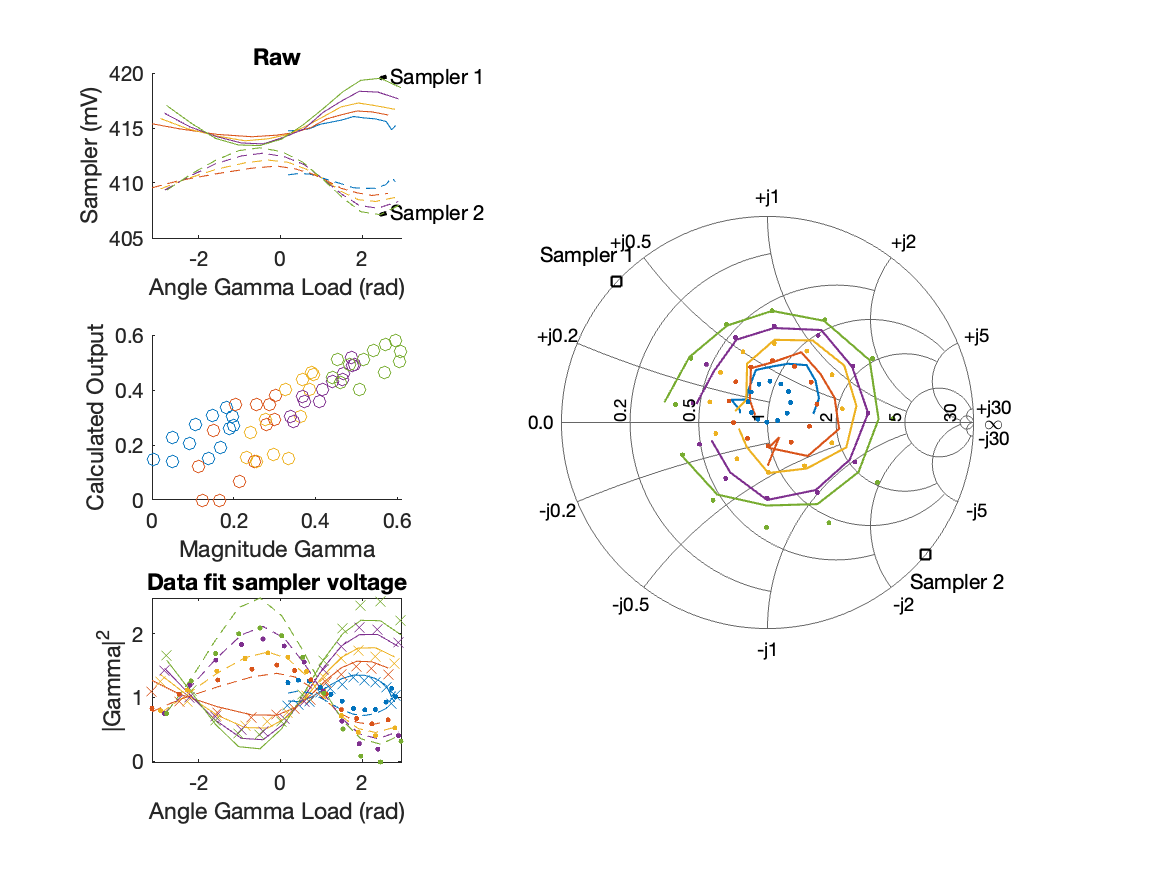 Raw
420
415
410
405
Sampler (mV)
Sampler 1
Sampler 2
-2 0 2
Angle Gamma Load (rad)
0.6
0.4
0.2
0
Calculated Output
0 0.2 0.4 0.6
Magnitude Gamma
Data fit sampler voltage
2
1
0
|Gamma|2
-2 0 2
Angle Gamma Load (rad)
+j1
Sampler 1
+j0.5
+j2
+j0.2
+j5
0.0
0.2
0.5
1
2
5
30
+j30
∞
-j30
-j0.2
-j5
Sampler 2
-j0.5
-j2
-j1